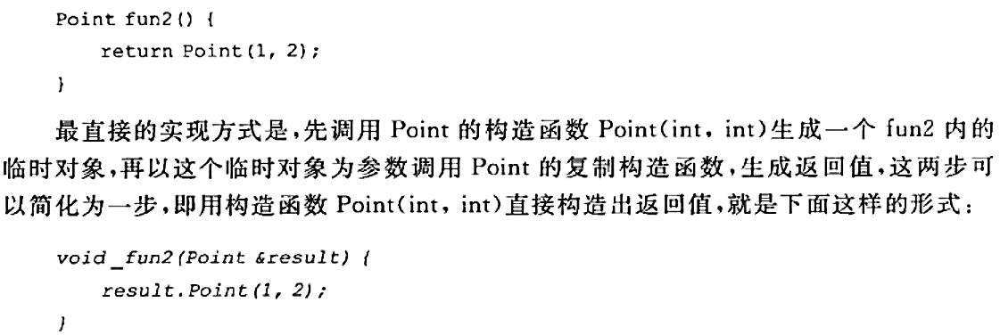 Point fun2() {
return Point(1, 2);
}
最直接的实现方式是,先调用 Point 的构造函数 Point(int, int)生成一个 fun2 内的
临时对象,再以这个临时对象为参数调用 Point 的复制构造函数,生成返回值,这两步可
以简化为一步,即用构造函数 Point(int, int)直接构造出返回值,就是下面这样的形式:
void _fun2(Point &result) {
result.Point(1, 2);
}